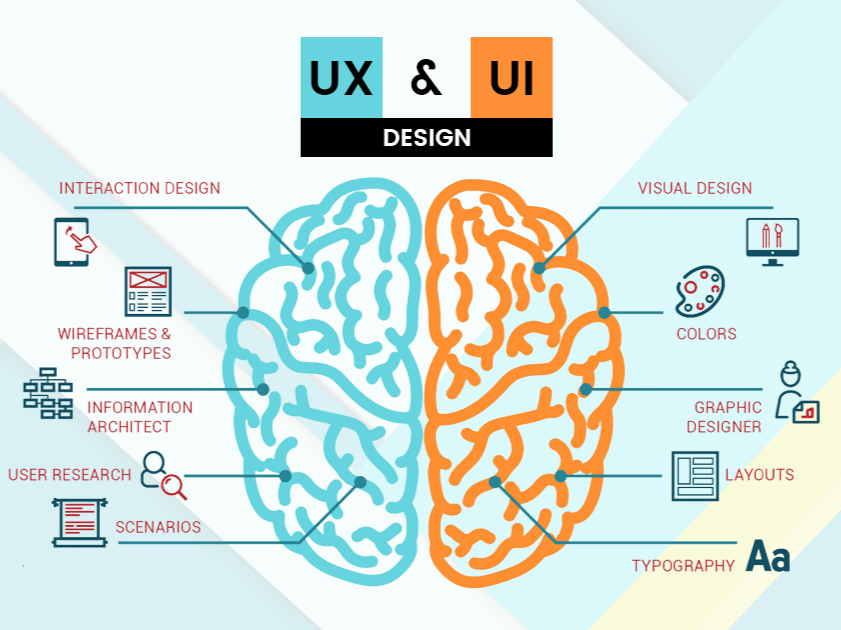 UX & UI
DESIGN
INTERACTION DESIGN
WIREFRAMES &
PROTOTYPES
INFORMATION
ARCHITECT
USER RESEARCH
SCENARIOS
VISUAL DESIGN
COLORS
GRAPHIC
DESIGNER
LAYOUTS
TYPOGRAPHY Aa